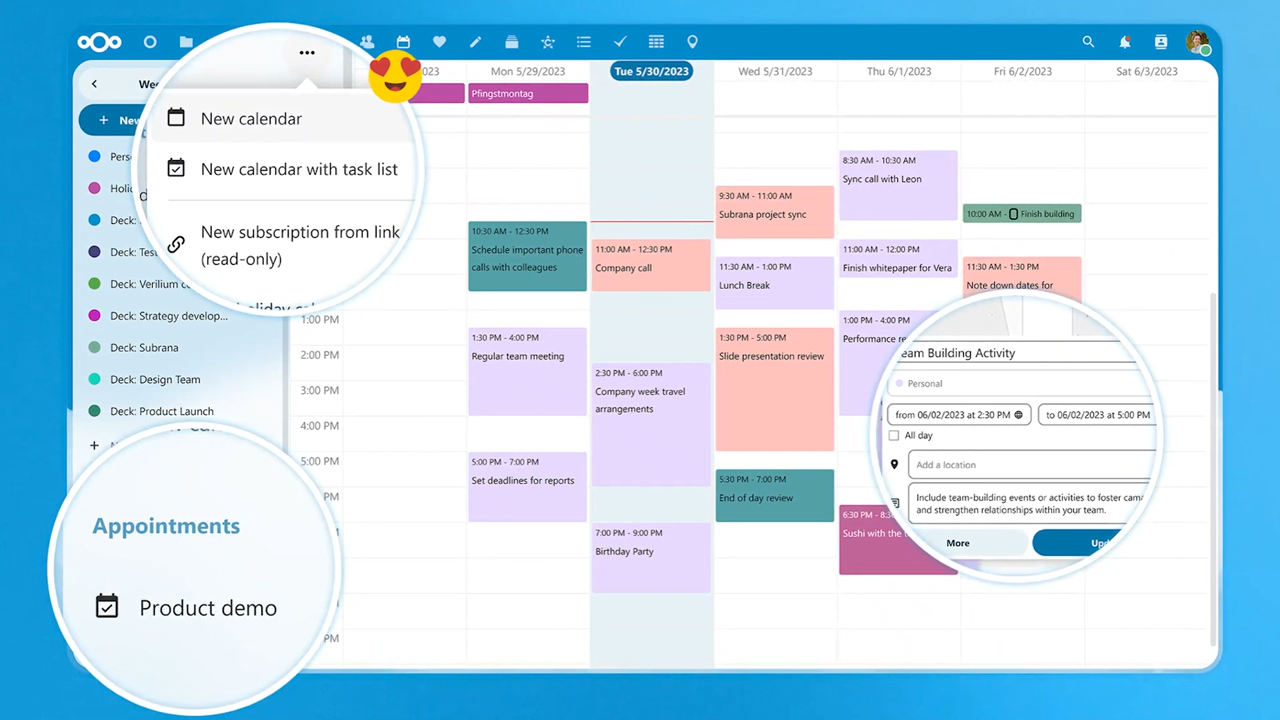 023
Mon 5/29/2023
Tue 5/30/2023
Wed 5/31/2023
Thu 6/1/2023
Fri 6/2/2023
Sat 6/3/2023
Pfingstmontag
New calendar
New calendar with task list
New subscription from link
(read-only)
Deck: Verilium
Deck: Strategy develop...
Deck: Subrana
Deck: Design Team
Deck: Product Launch
Appointments
Product demo
1:00 PM
2:00 PM
3:00 PM
4:00 PM
5:00 PM
PM
PM
10:30 AM - 12:30 PM
Schedule important phone
calls with colleagues
1:30 PM - 4:00 PM
Regular team meeting
5:00 PM - 7:00 PM
Set deadlines for reports
11:00 AM - 12:30 PM
Company call
2:30 PM - 6:00 PM
Company week travel
arrangements
7:00 PM - 9:00 PM
Birthday Party
9:30 AM - 11:00 AM
Subrana project sync
11:30 AM - 1:00 PM
Lunch Break
1:30 PM - 5:00 PM
Slide presentation review
5:30 PM - 7:00 PM
End of day review
8:30 AM - 10:30 AM
Sync call with Leon
11:00 AM - 12:00 PM
Finish whitepaper for Vera
1:00 PM - 4:00 PM
Performance
6:30 PM - 8:3
Sushi with the
10:00 AM - Finish building
11:30 AM - 1:30 PM
Note down dates for
eam Building Activity
Personal
from 06/02/2023 at 2:30 PM
to 06/02/2023 at 5:00 PM
All day
Add a location
Include team-building events or activities to foster
and strengthen relationships within your team.
More